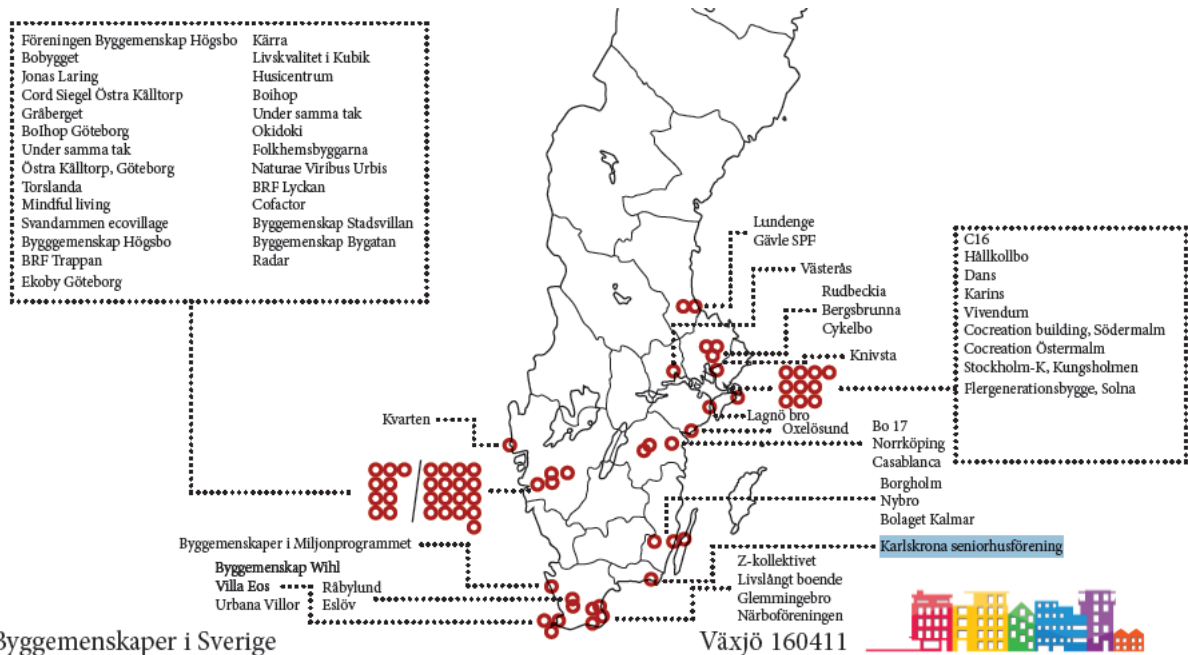 Föreningen Byggemenskap Högsbo
Bobygget
Jonas Laring
Cord Siegel Östra Kålltorp
Gråberget
BoIhop Göteborg
Under samma tak
Östra Kålltorp, Göteborg
Torslanda
Mindful living
Svandammen ecovillage
Bygggemenskap Högsbo
BRF Trappan
Ekoby Göteborg
Kärra
Livskvalitet i Kubik
Husicentrum
Boihop
Under samma tak
Okidoki
Folkhemsbyggarna
Naturae Viribus Urbis
BRF Lyckan
Cofactor
Byggemenskap Stadsvillan
Byggemenskap Bygatan
Radar
Lundenge
Gävle SPF
Västerås
Rudbeckia
Bergsbrunna
Cykelbo
Knivsta
C16
Hållkollbo
Dans
Karins
Vivendum
Cocreation building, Södermalm
Cocreation Östermalm
Stockholm-K, Kungsholmen
Flergenerationsbygge, Solna
Lagnö bro
Oxelösund
Kvarten
Bo 17
Norrköping
Casablanca
Borgholm
Nybro
Bolaget Kalmar
Karlskrona seniorhusförening
Byggemenskaper i Miljonprogrammet
Byggemenskap Wihl
Villa Eos
Urbana Villor
Råbylund
Eslöv
Z-kollektivet
Livslångt boende
Glemmingebro
Närboföreningen
Byggemenskaper i Sverige
Växjö 160411